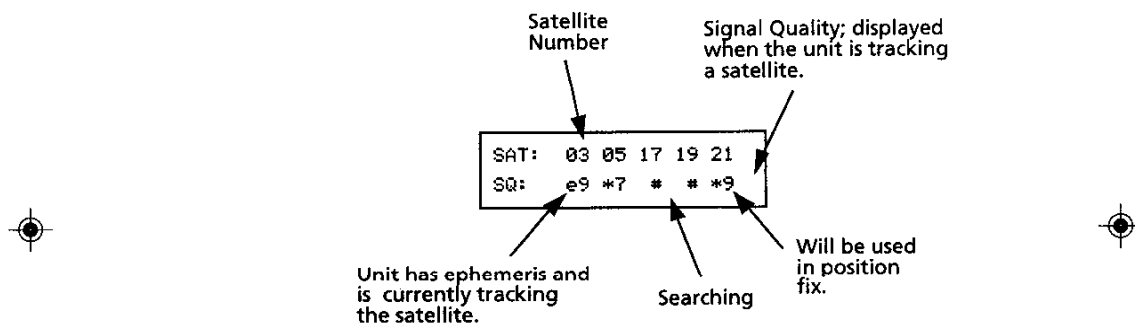 Satellite
Number
Signal Quality; displayed
when the unit is tracking
a satellite.
SAT: 03 05 17 19 21
SQ: e9 *7 # # *9
Unit has ephemeris and
is currently tracking
the satellite.
Searching
Will be used
in position
fix.